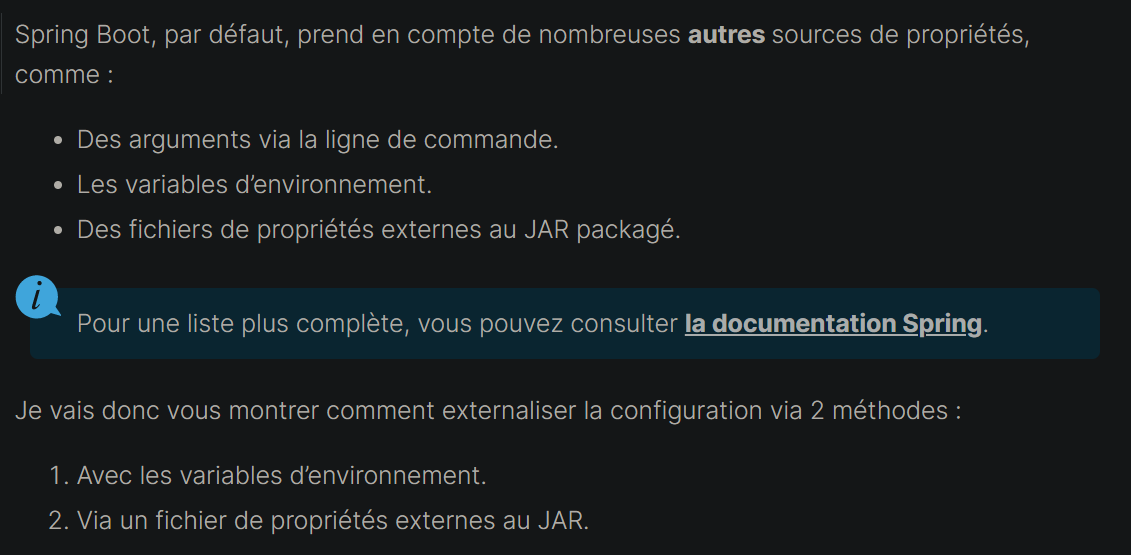 Spring Boot, par défaut, prend en compte de nombreuses autres sources de propriétés,
comme :
• Des arguments via la ligne de commande.
• Les variables d’environnement.
• Des fichiers de propriétés externes au JAR packagé.
i
Pour une liste plus complète, vous pouvez consulter la documentation Spring.
Je vais donc vous montrer comment externaliser la configuration via 2 méthodes :
1. Avec les variables d’environnement.
2. Via un fichier de propriétés externes au JAR.